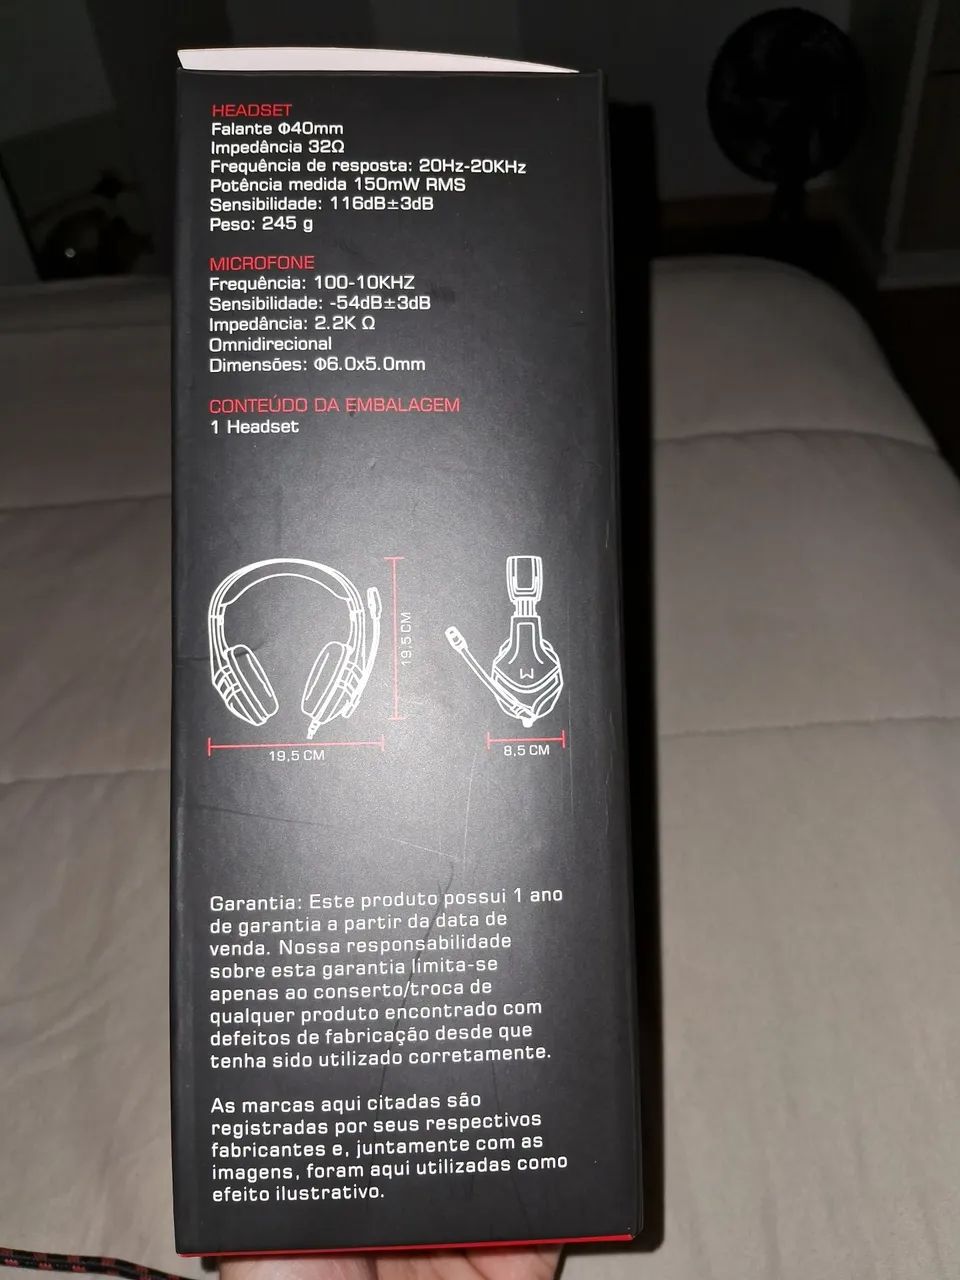 HEADSET
Falante Φ40mm
Impedância 32Ω
Frequência de resposta: 20Hz-20KHz
Potência medida 150mW RMS
Sensibilidade: 116dB±3dB
Peso: 245 g
MICROFONE
Frequência: 100-10KHZ
Sensibilidade: -54dB±3dB
Impedância: 2.2K Ω
Omnidirecional
Dimensões: Φ6.0x5.0mm
CONTEÚDO DA EMBALAGEM
1 Headset
19,5 CM
19,5 CM
8,5 CM
Garantia: Este produto possui 1 ano
de garantia a partir da data de
venda. Nossa responsabilidade
sobre esta garantia limita-se
apenas ao conserto/troca de
qualquer produto encontrado com
defeitos de fabricação desde que
tenha sido utilizado corretamente.
As marcas aqui citadas são
registradas por seus respectivos
fabricantes e, juntamente com as
imagens, foram aqui utilizadas como
efeito ilustrativo.